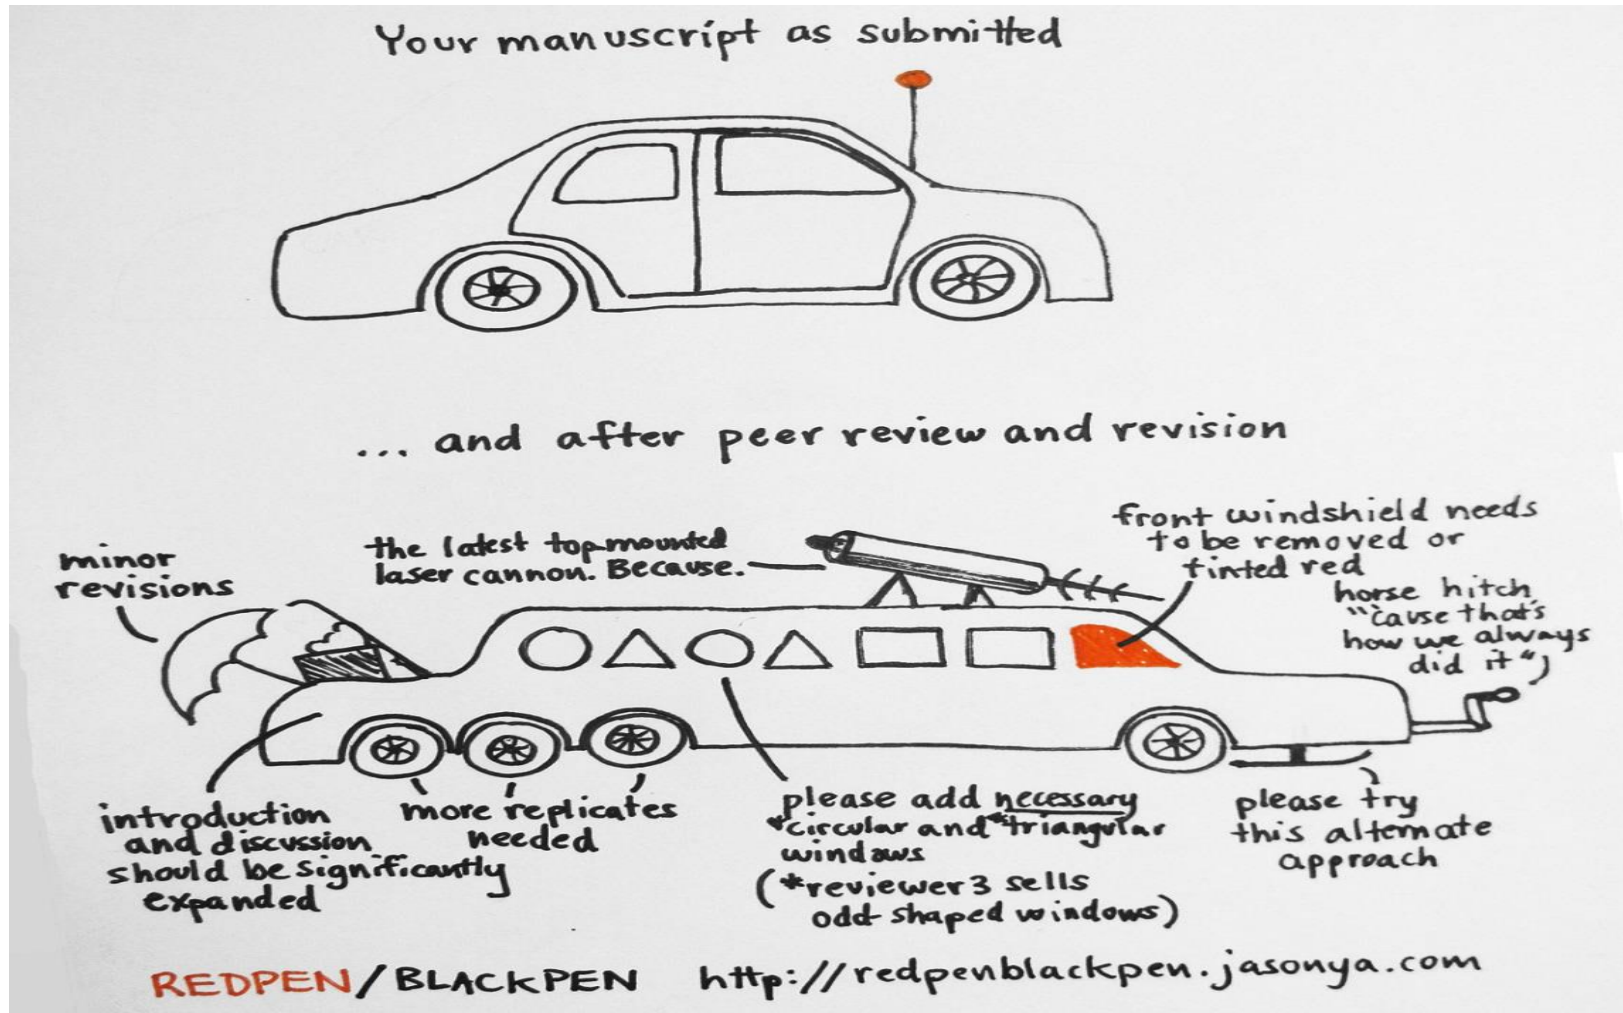 Your manuscript as submitted
... and after peer review and revision
minor
revisions
the latest top-mounted
laser cannon. Because.
front windshield needs
to be removed or
tinted red
horse hitch
"'cause that's
how we always
did it"
introduction
and discussion
should be significantly
expanded
more replicates
needed
please add necessary
*circular and *triangular
windows
(*reviewer 3 sells
odd-shaped windows)
please try
this alternate
approach
REDPEN/BLACKPEN http://redpenblackpen.jasonya.com